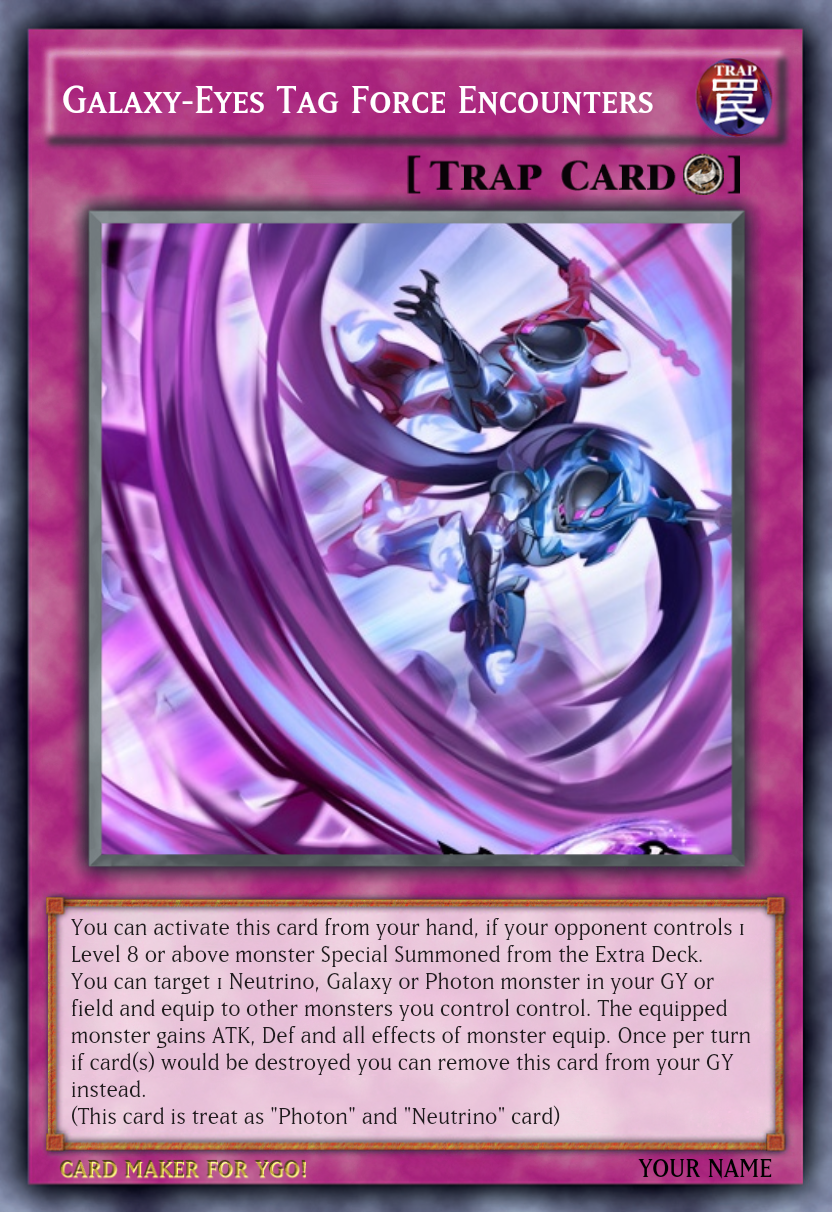 Galaxy-Eyes Tag Force Encounters
TRAP
罠
[Trap Card]
You can activate this card from your hand, if your opponent controls 1
Level 8 or above monster Special Summoned from the Extra Deck.
You can target 1 Neutrino, Galaxy or Photon monster in your GY or
field and equip to other monsters you control control. The equipped
monster gains ATK, Def and all effects of monster equip. Once per turn
if card(s) would be destroyed you can remove this card from your GY
instead.
(This card is treat as "Photon" and "Neutrino" card)
CARD MAKER FOR YGO!
YOUR NAME